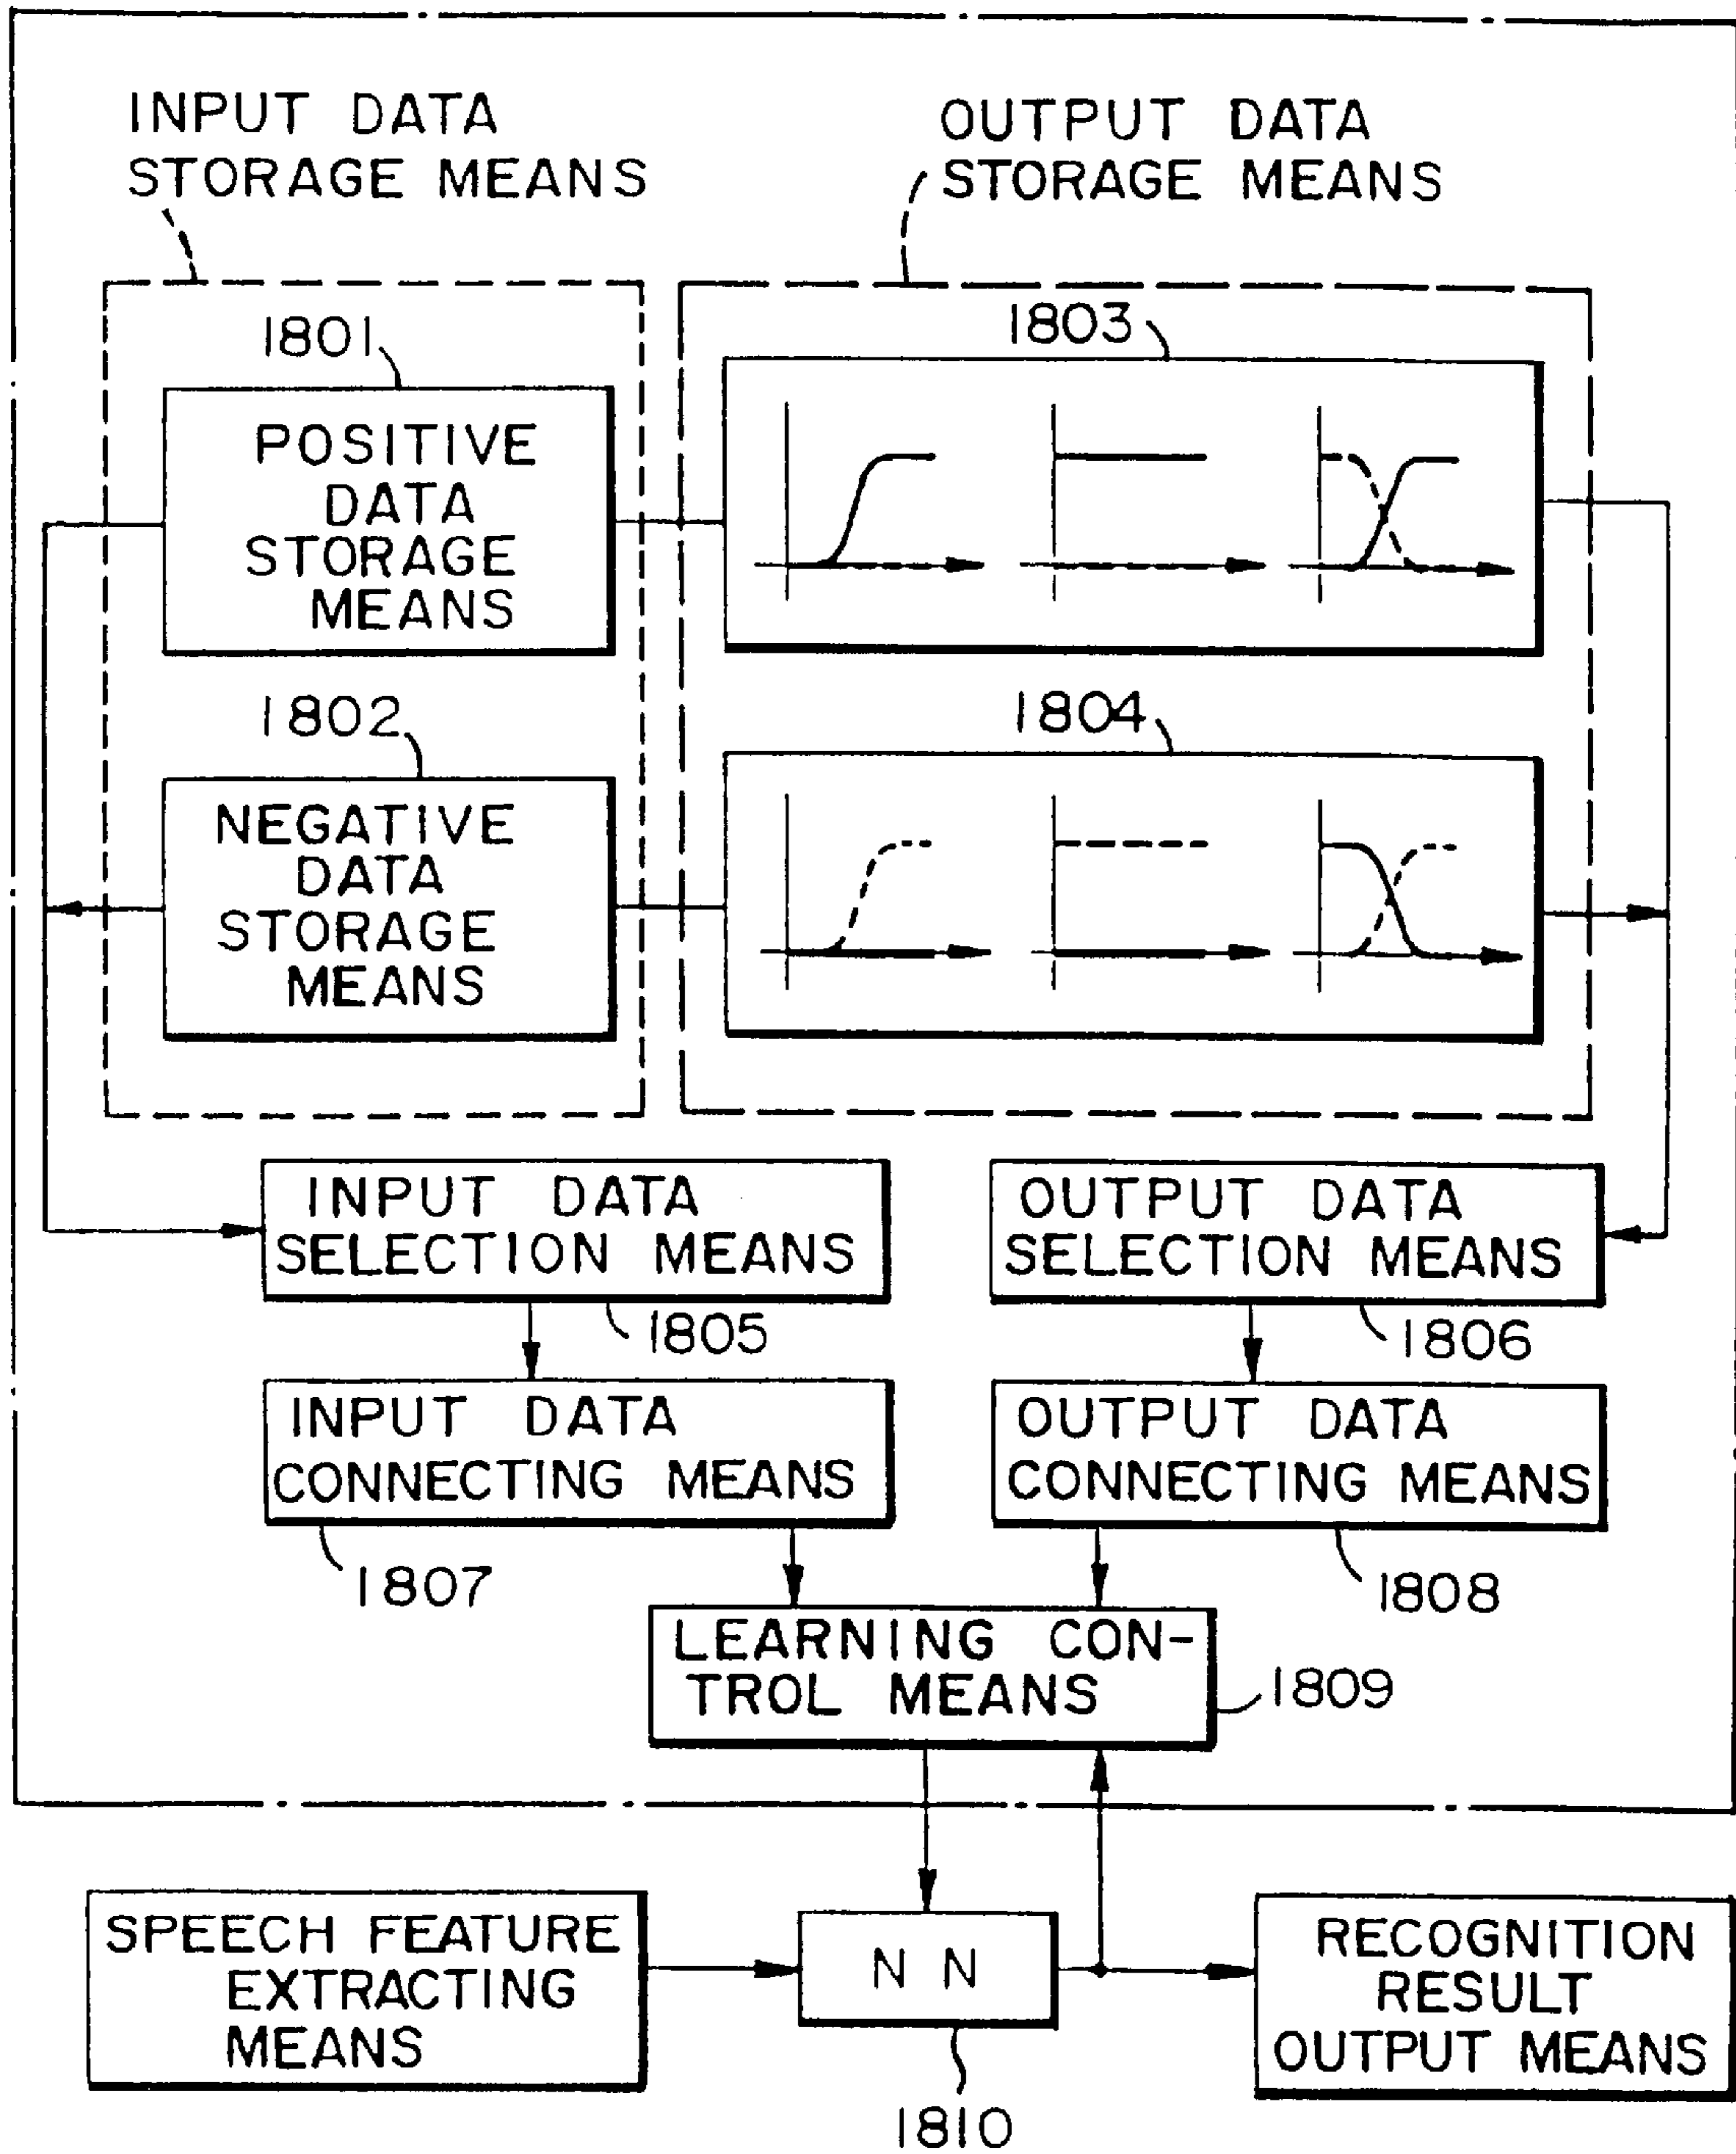 INPUT DATA
STORAGE MEANS
OUTPUT DATA
STORAGE MEANS
1801
POSITIVE
DATA
STORAGE
MEANS
1803
1802
NEGATIVE
DATA
STORAGE
MEANS
1804
INPUT DATA
SELECTION MEANS
1805
OUTPUT DATA
SELECTION MEANS
1806
INPUT DATA
CONNECTING MEANS
1807
OUTPUT DATA
CONNECTING MEANS
1808
LEARNING CON-
TROL MEANS
1809
SPEECH FEATURE
EXTRACTING
MEANS
N N
1810
RECOGNITION
RESULT
OUTPUT MEANS